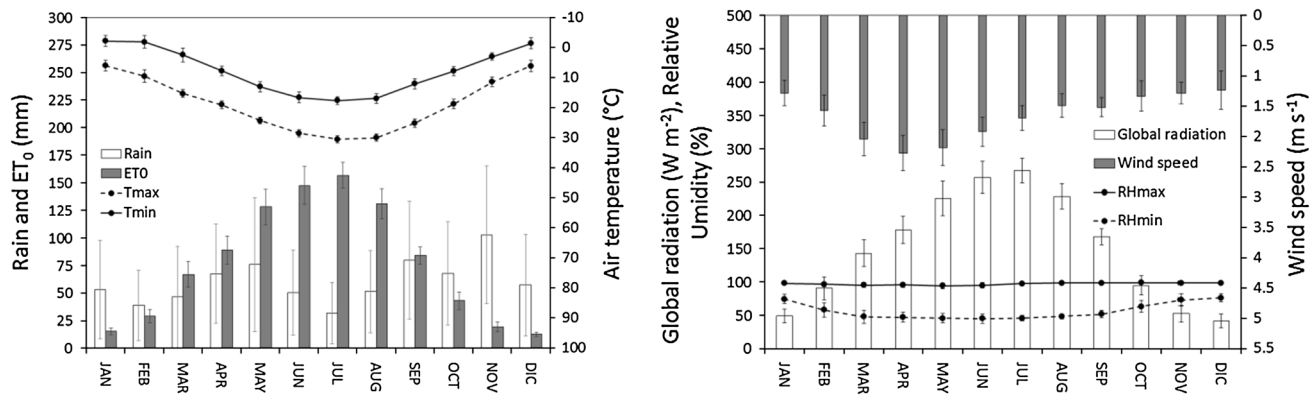 300
275
250
225
200
175
150
125
100
75
50
25
0
Rain and ET0 (mm)
-10
0
10
20
30
40
50
60
70
80
90
100
Air temperature (°C)
Rain
ET0
Tmax
Tmin
JAN
FEB
MAR
APR
MAY
JUN
JUL
AUG
SEP
OCT
NOV
DIC
Global radiation (W m-2), Relative
Umidity (%)
500
450
400
350
300
250
200
150
100
50
0
0
0.5
1
1.5
2
2.5
3
3.5
4
4.5
5
5.5
Wind speed (m s-1)
Global radiation
Wind speed
RHmax
RHmin
JAN
FEB
MAR
APR
MAY
JUN
JUL
AUG
SEP
OCT
NOV
DIC